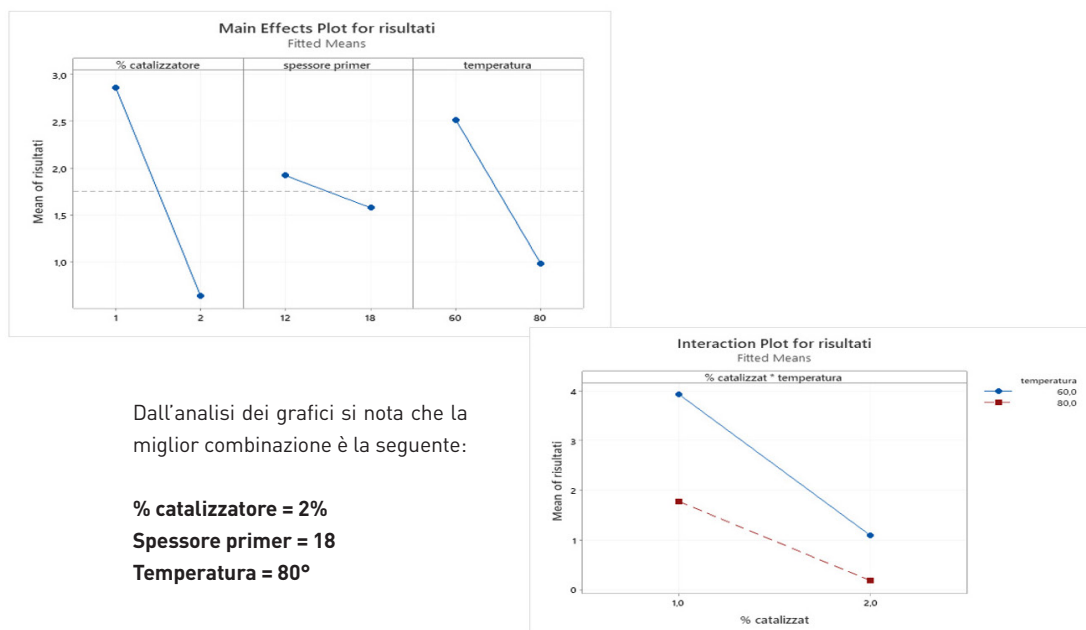 Main Effects Plot for risultati
Fitted Means
% catalizzatore spessore primer temperatura
Mean of risultati
3,0
2,5
2,0
1,5
1,0
1 2 12 18 60 80
Interaction Plot for risultati
Fitted Means
% catalizzat * temperatura
temperatura
60,0
80,0
Mean of risultati
4
3
2
1
0
1,0 2,0
% catalizzat
Dall'analisi dei grafici si nota che la
miglior combinazione è la seguente:
% catalizzatore = 2%
Spessore primer = 18
Temperatura = 80°